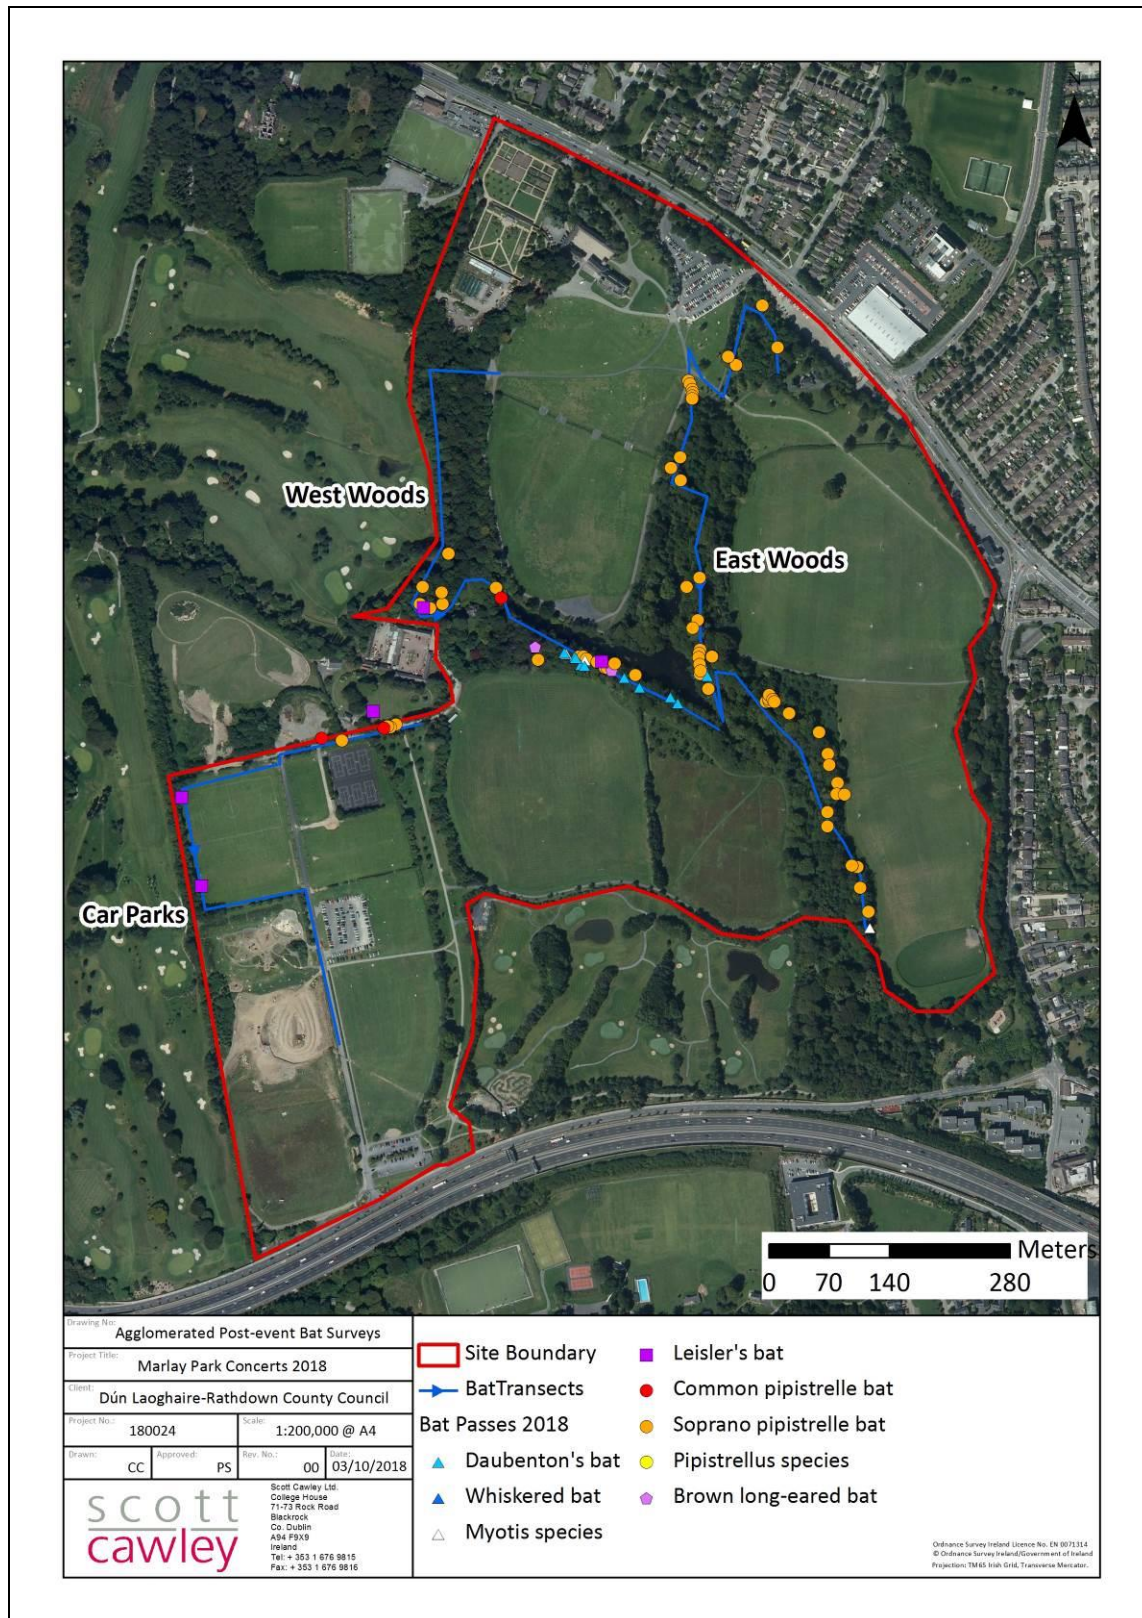 N
West Woods
East Woods
Car Parks
Meters
0 70 140 280
Drawing No:
Agglomerated Post-event Bat Surveys
Project Title:
Marlay Park Concerts 2018
Client:
Dún Laoghaire-Rathdown County Council
Project No.: 180024
Scale: 1:200,000 @ A4
Drawn: CC
Approved: PS
Rev. No.: 00
Date: 03/10/2018
scott
cawley
Scott Cawley Ltd.
College House
71-73 Rock Road
Blackrock
Co. Dublin
A94 F9X9
Ireland
Tel: + 353 1 676 9815
Fax: + 353 1 676 9816
Site Boundary
BatTransects
Bat Passes 2018
Daubenton's bat
Whiskered bat
Myotis species
Leisler's bat
Common pipistrelle bat
Soprano pipistrelle bat
Pipistrellus species
Brown long-eared bat
Ordnance Survey Ireland Licence No. EN 0071314
© Ordnance Survey Ireland/Government of Ireland
Projection: TM65 Irish Grid, Transverse Mercator.